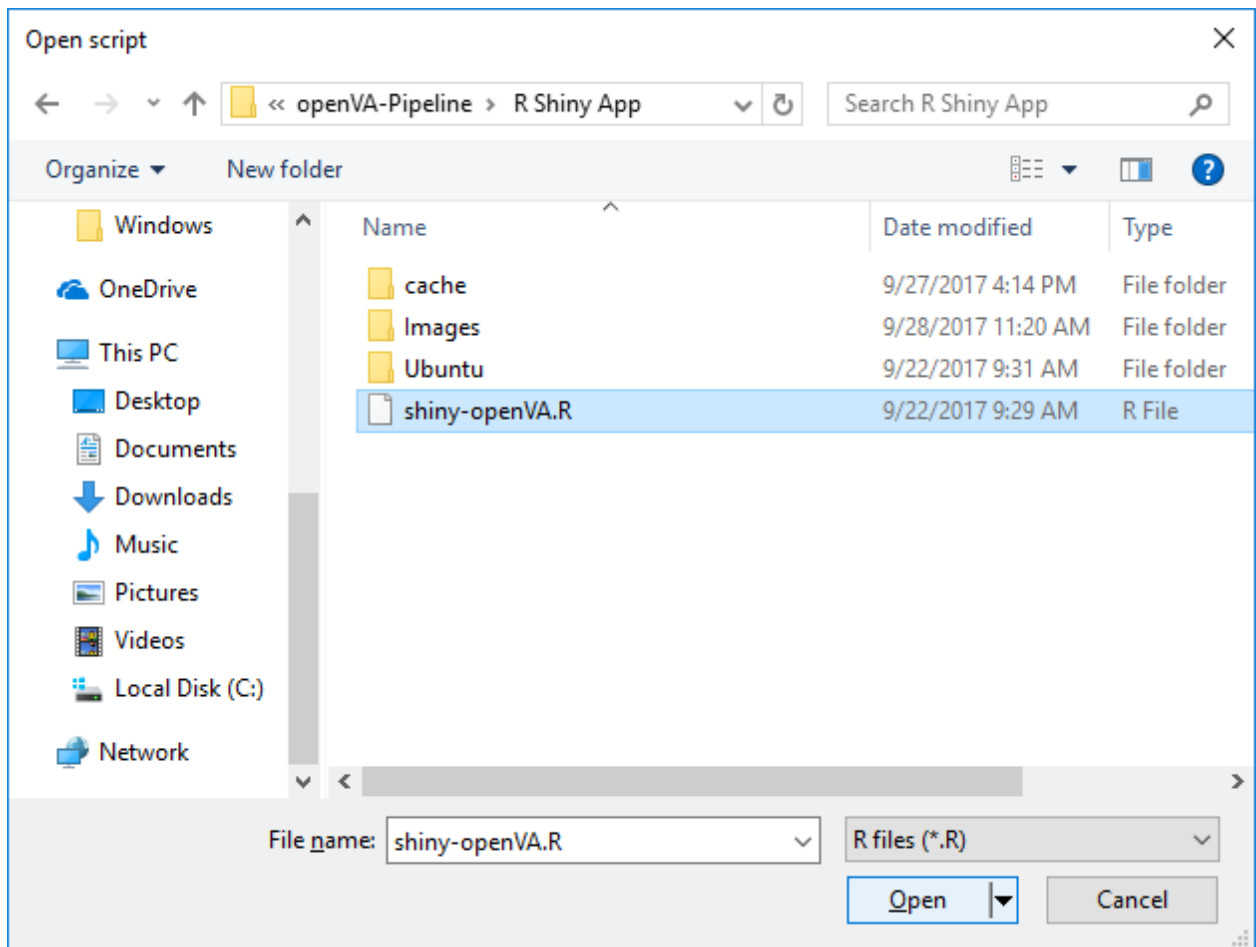 Open script
« openVA-Pipeline > R Shiny App Search R Shiny App
Organize New folder
Windows
OneDrive
This PC
Desktop
Documents
Downloads
Music
Pictures
Videos
Local Disk (C:)
Network
Name Date modified Type
cache 9/27/2017 4:14 PM File folder
Images 9/28/2017 11:20 AM File folder
Ubuntu 9/22/2017 9:31 AM File folder
shiny-openVA.R 9/22/2017 9:29 AM R File
File name: shiny-openVA.R R files (*.R)
Open Cancel